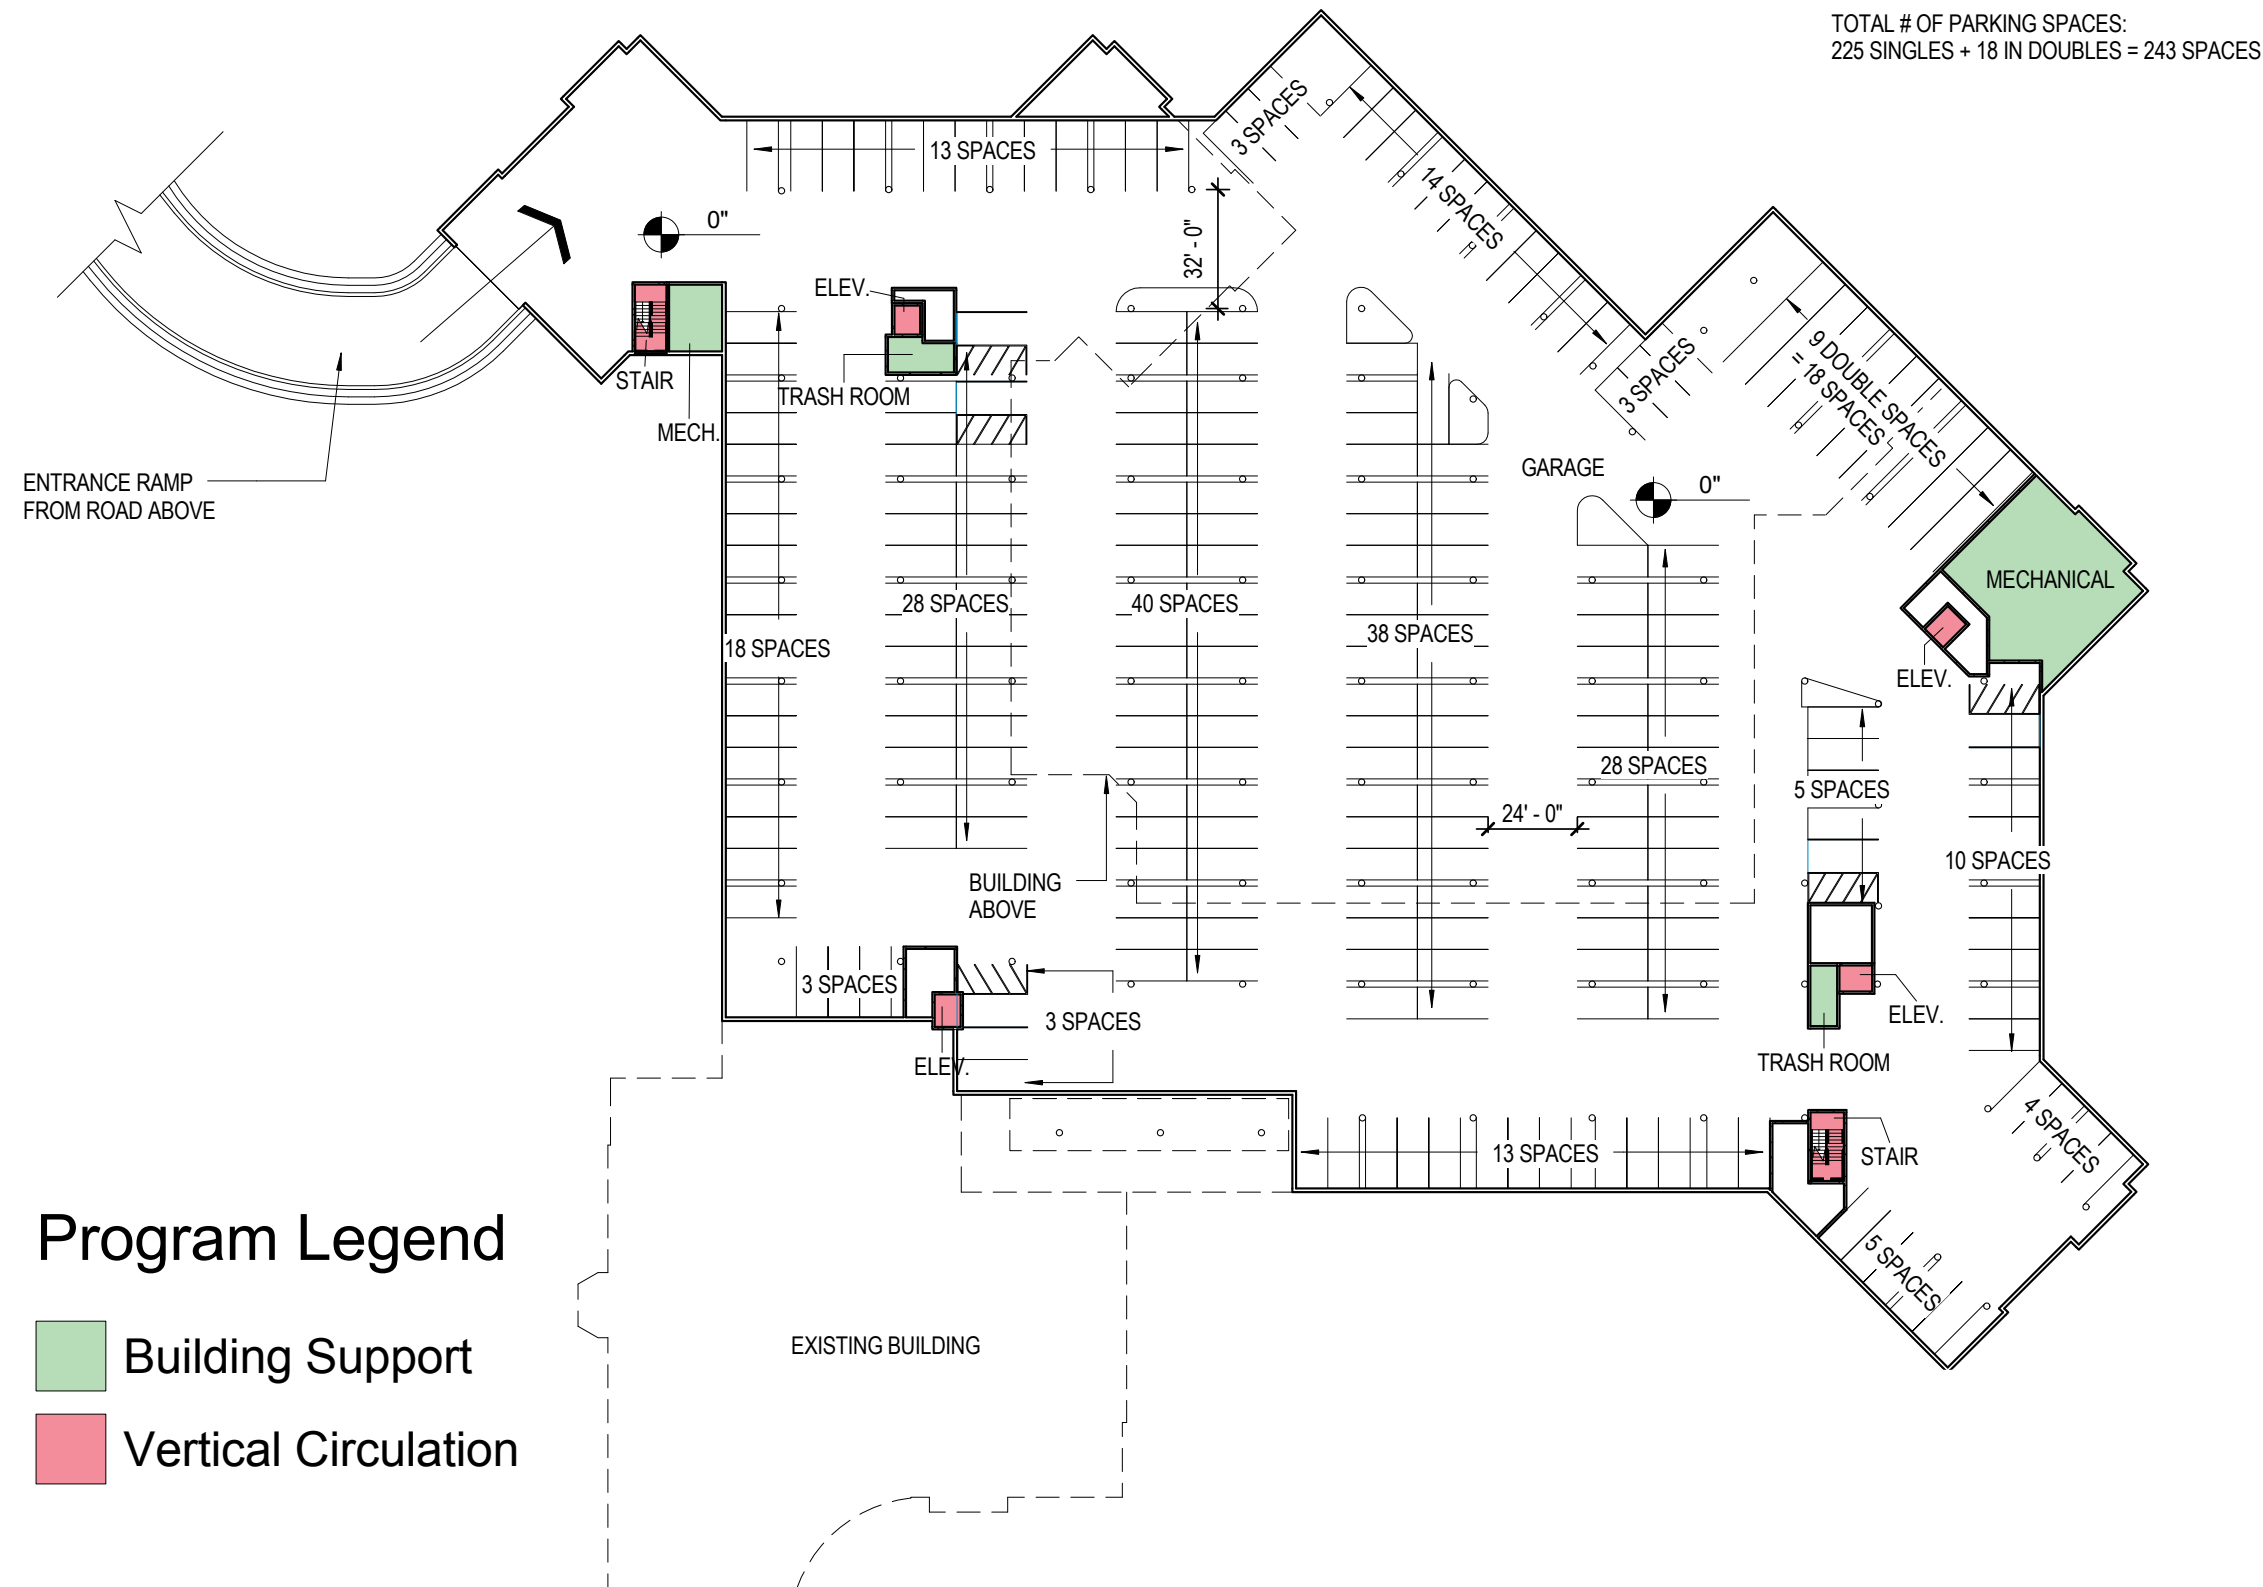 TOTAL # OF PARKING SPACES:
225 SINGLES + 18 IN DOUBLES = 243 SPACES
3 SPACES
13 SPACES
14 SPACES
0"
32' - 0"
ELEV.
STAIR
TRASH ROOM
MECH.
9 DOUBLE SPACES
= 18 SPACES
3 SPACES
GARAGE
0"
ENTRANCE RAMP
FROM ROAD ABOVE
MECHANICAL
28 SPACES
40 SPACES
38 SPACES
18 SPACES
ELEV.
28 SPACES
5 SPACES
24' - 0"
10 SPACES
BUILDING
ABOVE
3 SPACES
3 SPACES
ELEV.
ELEV.
TRASH ROOM
4 SPACES
13 SPACES
STAIR
5 SPACES
Program Legend
Building Support
Vertical Circulation
EXISTING BUILDING